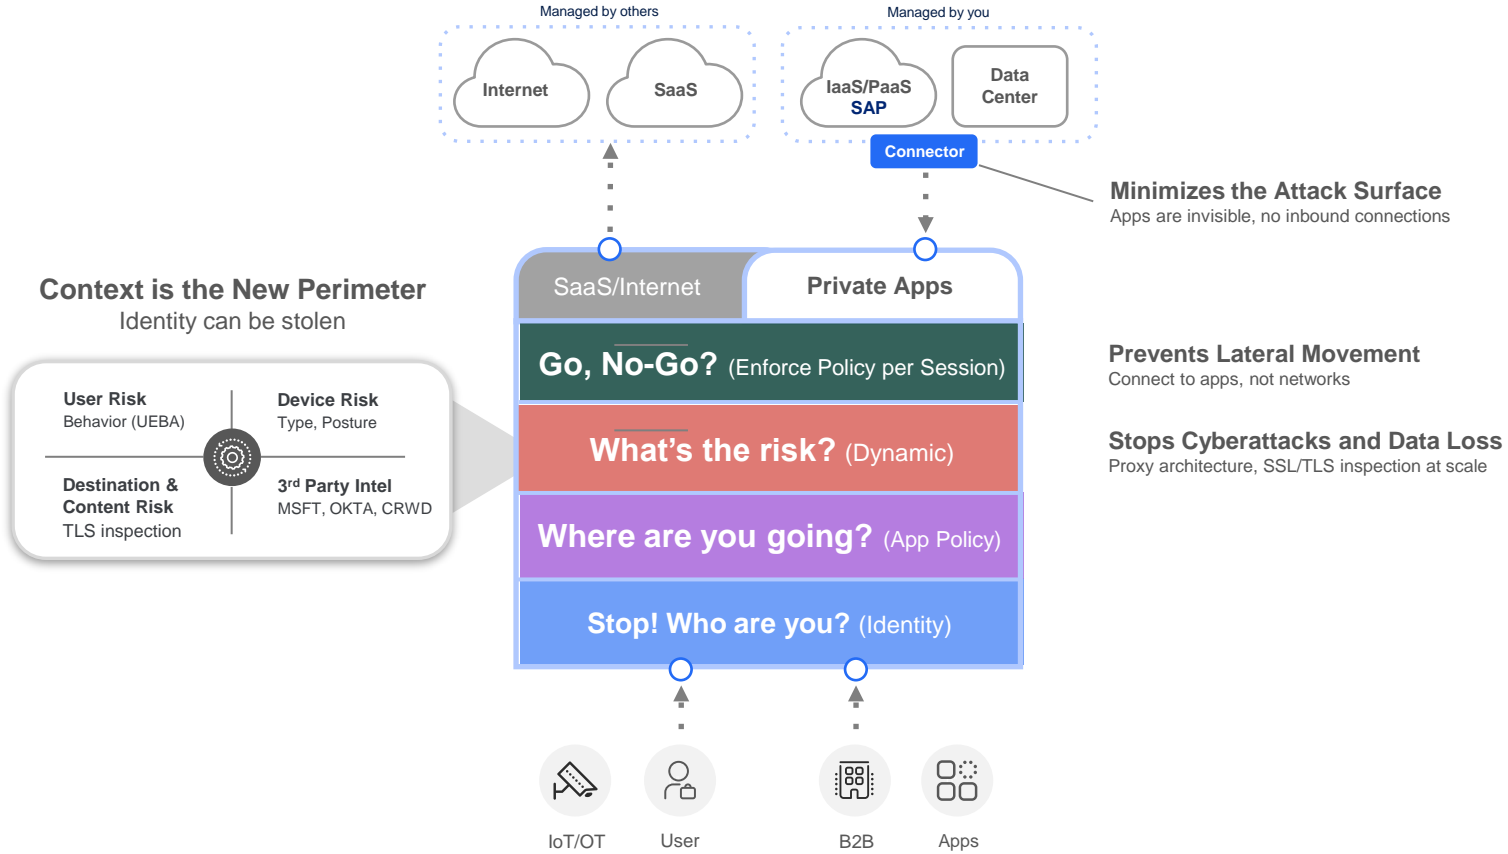 Managed by others
Managed by you
Internet
SaaS
IaaS/PaaS
SAP
Data
Center
Connector
Minimizes the Attack Surface
Apps are invisible, no inbound connections
SaaS/Internet
Private Apps
Context is the New Perimeter
Identity can be stolen
Go, No-Go? (Enforce Policy per Session)
Prevents Lateral Movement
Connect to apps, not networks
User Risk
Behavior (UEBA)
Device Risk
Type, Posture
Destination &
Content Risk
TLS inspection
3rd Party Intel
MSFT, OKTA, CRWD
What’s the risk? (Dynamic)
Stops Cyberattacks and Data Loss
Proxy architecture, SSL/TLS inspection at scale
Where are you going? (App Policy)
Stop! Who are you? (Identity)
IoT/OT
User
B2B
Apps